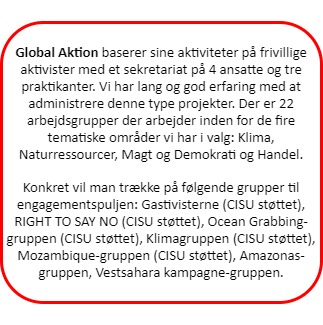 Global Aktion baserer sine aktiviteter på frivillige
aktivister med et sekretariat på 4 ansatte og tre
praktikanter. Vi har lang og god erfaring med at
administrere denne type projekter. Der er 22
arbejdsgrupper der arbejder inden for de fire
tematiske områder vi har i valg: Klima,
Naturressourcer, Magt og Demokrati og Handel.
Konkret vil man trække på følgende grupper til
engagementspuljen: Gastivisterne (CISU støttet),
RIGHT TO SAY NO (CISU støttet), Ocean Grabbing-
gruppen (CISU støttet), Klimagruppen (CISU støttet),
Mozambique-gruppen (CISU støttet), Amazonas-
gruppen, Vestsahara kampagne-gruppen.